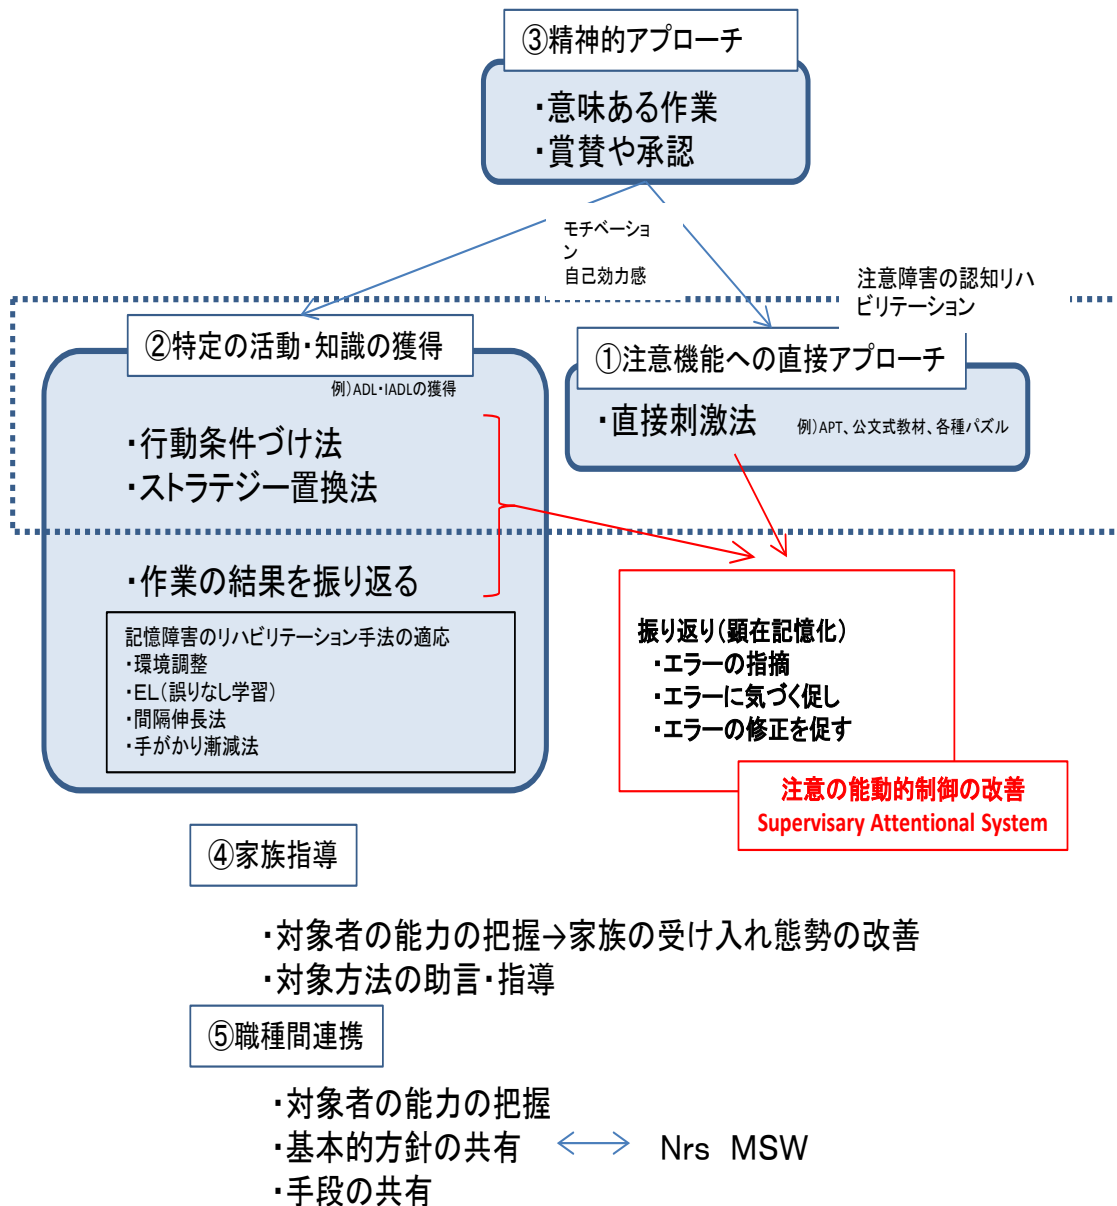 ③精神的アプローチ
・意味ある作業
・賞賛や承認
モチベーショ
ン
自己効力感
注意障害の認知リハ
ビリテーション
②特定の活動・知識の獲得
例)ADL・IADLの獲得
・行動条件づけ法
・ストラテジー置換法
・作業の結果を振り返る
記憶障害のリハビリテーション手法の適応
・環境調整
・EL(誤りなし学習)
・間隔伸長法
・手がかり漸減法
①注意機能への直接アプローチ
・直接刺激法 例)APT、公文式教材、各種パズル
振り返り(顕在記憶化)
・エラーの指摘
・エラーに気づく促し
・エラーの修正を促す
注意の能動的制御の改善
Supervisary Attentional System
④家族指導
・対象者の能力の把握→家族の受け入れ態勢の改善
・対象方法の助言・指導
⑤職種間連携
・対象者の能力の把握
・基本的方針の共有 Nrs MSW
・手段の共有